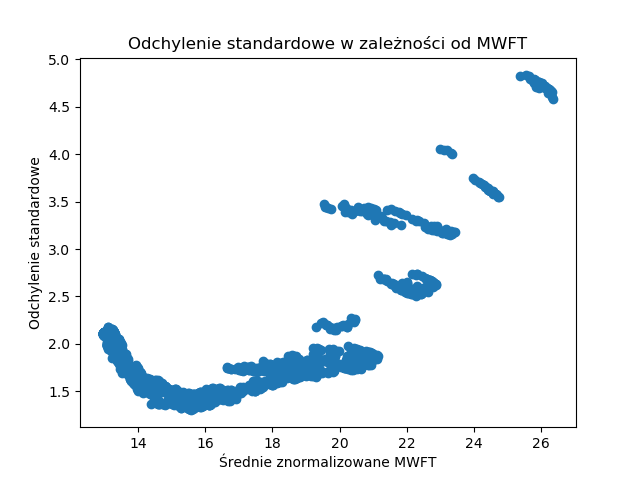 Odchylenie standardowe w zależności od MWFT
Odchylenie standardowe
5.0
4.5
4.0
3.5
3.0
2.5
2.0
1.5
14 16 18 20 22 24 26
Średnie znormalizowane MWFT